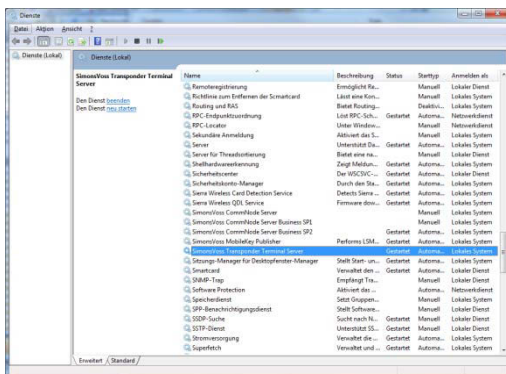 Dienste
Datei Aktion Ansicht ?
Dienste (Lokal)
Dienste (Lokal)
SimonsVoss Transponder Terminal Server
Den Dienst beenden
Den Dienst neu starten
Name Beschreibung Status Starttyp Anmelden als
Remoteregistrierung Ermöglicht Re... Manuell Lokaler Dienst
Richtlinie zum Entfernen der Scmartcard Lässt eine Kon... Manuell Lokales System
Routing und RAS Bietet Routing... Deaktivi... Lokales System
RPC-Endpunktzuordnung Löst RPC-Sch... Gestartet Automa... Netzwerkdienst
RPC-Locator Unter Window... Manuell Netzwerkdienst
Sekundäre Anmeldung Aktiviert das S... Manuell Lokales System
Server Unterstützt Da... Gestartet Automa... Lokales System
Server für Threadsortierung Bietet eine na... Manuell Lokaler Dienst
Shellhardwareerkennung Zeigt Meldun... Gestartet Automa... Lokales System
Sicherheitscenter Der WSCSVC-... Gestartet Automa... Lokaler Dienst
Sicherheitskonto-Manager Durch den Sta... Gestartet Automa... Lokales System
Sierra Wireless Card Detection Service Detects Sierra ... Gestartet Automa... Lokales System
Sierra Wireless QDL Service Firmware dow... Gestartet Automa... Lokales System
SimonsVoss CommNode Server Manuell Lokales System
SimonsVoss CommNode Server Business SP1 Manuell Lokales System
SimonsVoss CommNode Server Business SP2 Gestartet Automa... Lokales System
SimonsVoss MobileKey Publisher Performs LSM... Gestartet Automa... Lokales System
SimonsVoss Transponder Terminal Server Gestartet Automa... Lokales System
Sitzungs-Manager für Desktopfenster-Manager Stellt Start- un... Gestartet Automa... Lokales System
Smartcard Verwaltet den ... Gestartet Automa... Lokaler Dienst
SNMP-Trap Empfängt Tra... Manuell Lokaler Dienst
Software Protection Aktiviert das ... Automa... Netzwerkdienst
Speicherdienst Setzt Gruppen... Manuell Lokales System
SPP-Benachrichtigungsdienst Stellt Software... Manuell Lokaler Dienst
SSDP-Suche Sucht nach N... Gestartet Manuell Lokaler Dienst
SSTP-Dienst Unterstützt SS... Gestartet Manuell Lokaler Dienst
Stromversorgung Verwaltet die ... Gestartet Automa... Lokales System
Superfetch Verwaltet und ... Gestartet Automa... Lokales System
Erweitert Standard